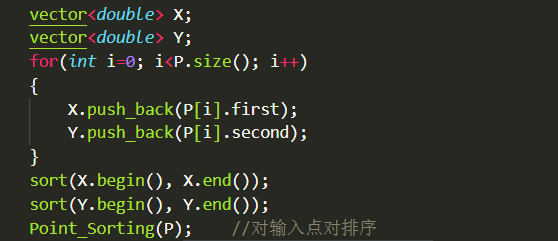 vector<double> X;
vector<double> Y;
for(int i=0; i<P.size(); i++)
{
    X.push_back(P[i].first);
    Y.push_back(P[i].second);
}
sort(X.begin(), X.end());
sort(Y.begin(), Y.end());
Point_Sorting(P);    //对输入点对排序